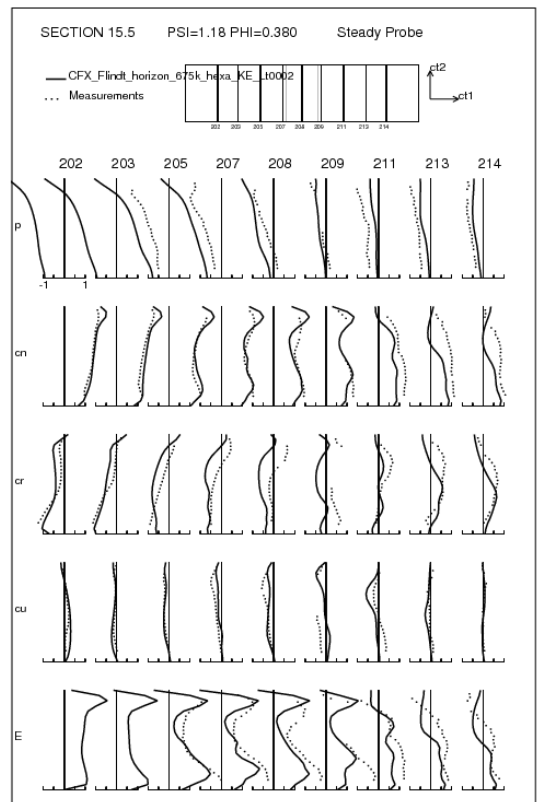 SECTION 15.5 PSI=1.18 PHI=0.380 Steady Probe
CFX_Flindt_horizon_675k_hexa_KE_Lt0002
Measurements
ct2
ct1
202 203 205 207 208 209 211 213 214
202 203 205 207 208 209 211 213 214
p
-1 1
cn
cr
cu
E